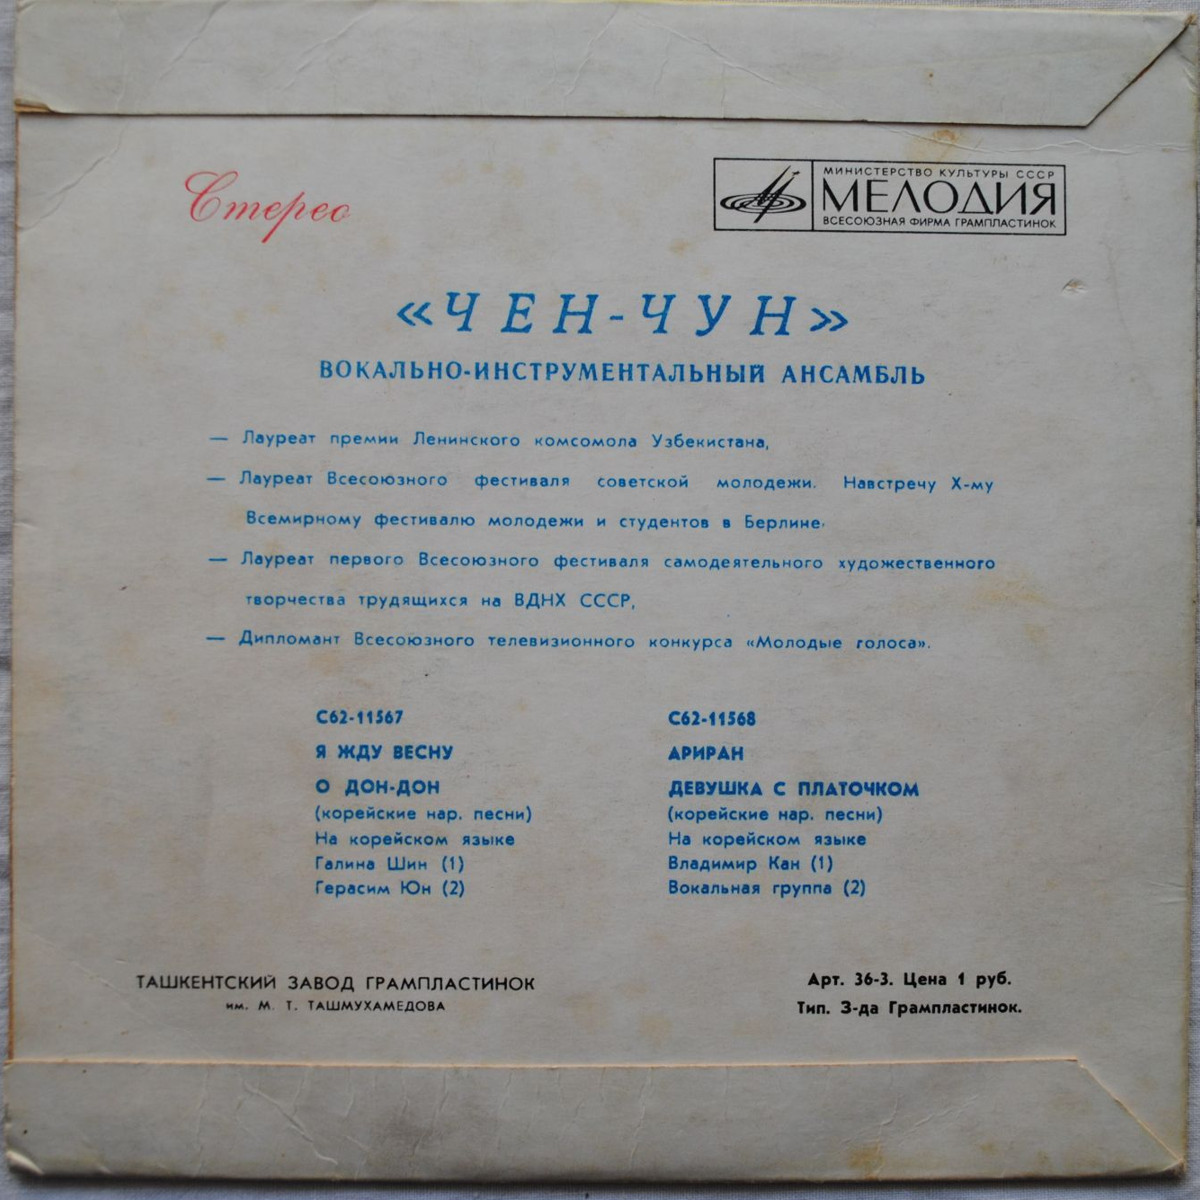 Стерео
МИНИСТЕРСТВО КУЛЬТУРЫ СССР
МЕЛОДИЯ
ВСЕСОЮЗНАЯ ФИРМА ГРАМПЛАСТИНОК
«ЧЕН-ЧУН»
ВОКАЛЬНО-ИНСТРУМЕНТАЛЬНЫЙ АНСАМБЛЬ
— Лауреат премии Ленинского комсомола Узбекистана,
— Лауреат Всесоюзного фестиваля советской молодежи. Навстречу X-му
Всемирному фестивалю молодежи и студентов в Берлине,
— Лауреат первого Всесоюзного фестиваля самодеятельного художественного
творчества трудящихся на ВДНХ СССР,
— Дипломант Всесоюзного телевизионного конкурса «Молодые голоса».
С62-11567
Я ЖДУ ВЕСНУ
О ДОН-ДОН
(корейские нар. песни)
На корейском языке
Галина Шин (1)
Герасим Юн (2)
С62-11568
АРИРАН
ДЕВУШКА С ПЛАТОЧКОМ
(корейские нар. песни)
На корейском языке
Владимир Кан (1)
Вокальная группа (2)
ТАШКЕНТСКИЙ ЗАВОД ГРАМПЛАСТИНОК
им. М. Т. ТАШМУХАМЕДОВА
Арт. 36-3. Цена 1 руб.
Тип. З-да Грампластинок.